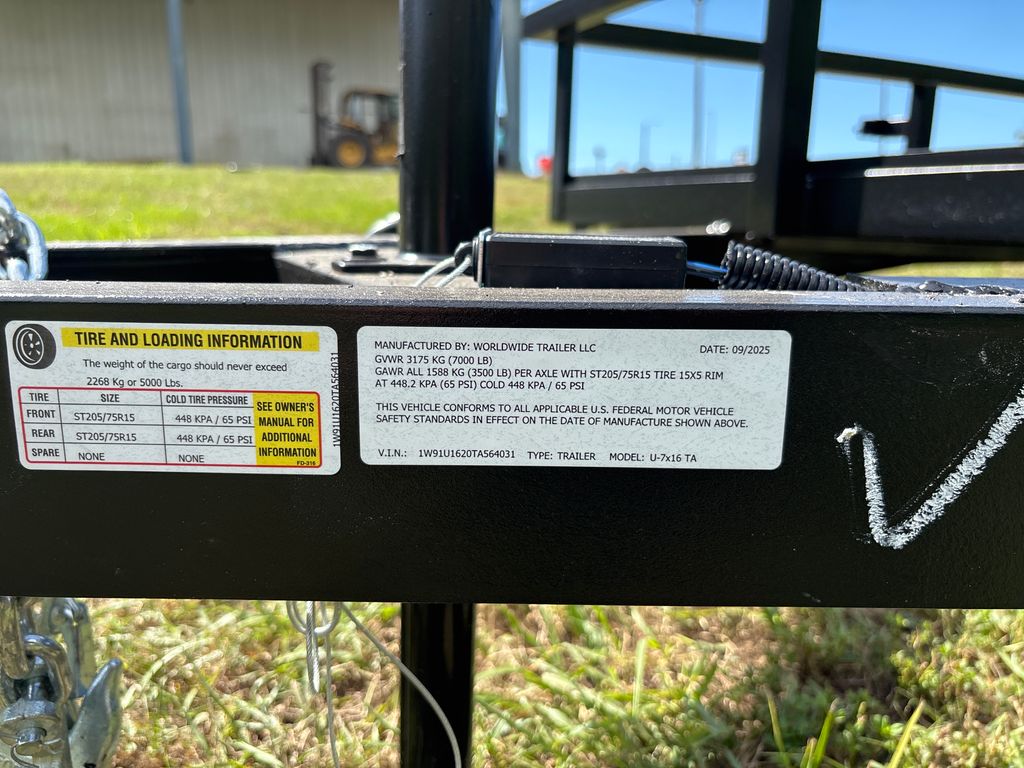 TIRE AND LOADING INFORMATION
The weight of the cargo should never exceed
2268 Kg or 5000 Lbs.
TIRE SIZE COLD TIRE PRESSURE
FRONT ST205/75R15 448 KPA / 65 PSI
REAR ST205/75R15 448 KPA / 65 PSI
SPARE NONE NONE
SEE OWNER'S
MANUAL FOR
ADDITIONAL
INFORMATION
FD-316
1W91U1620TA564031
MANUFACTURED BY: WORLDWIDE TRAILER LLC DATE: 09/2025
GVWR 3175 KG (7000 LB)
GAWR ALL 1588 KG (3500 LB) PER AXLE WITH ST205/75R15 TIRE 15X5 RIM
AT 448.2 KPA (65 PSI) COLD 448 KPA / 65 PSI
THIS VEHICLE CONFORMS TO ALL APPLICABLE U.S. FEDERAL MOTOR VEHICLE
SAFETY STANDARDS IN EFFECT ON THE DATE OF MANUFACTURE SHOWN ABOVE.
V.I.N.: 1W91U1620TA564031 TYPE: TRAILER MODEL: U-7x16 TA